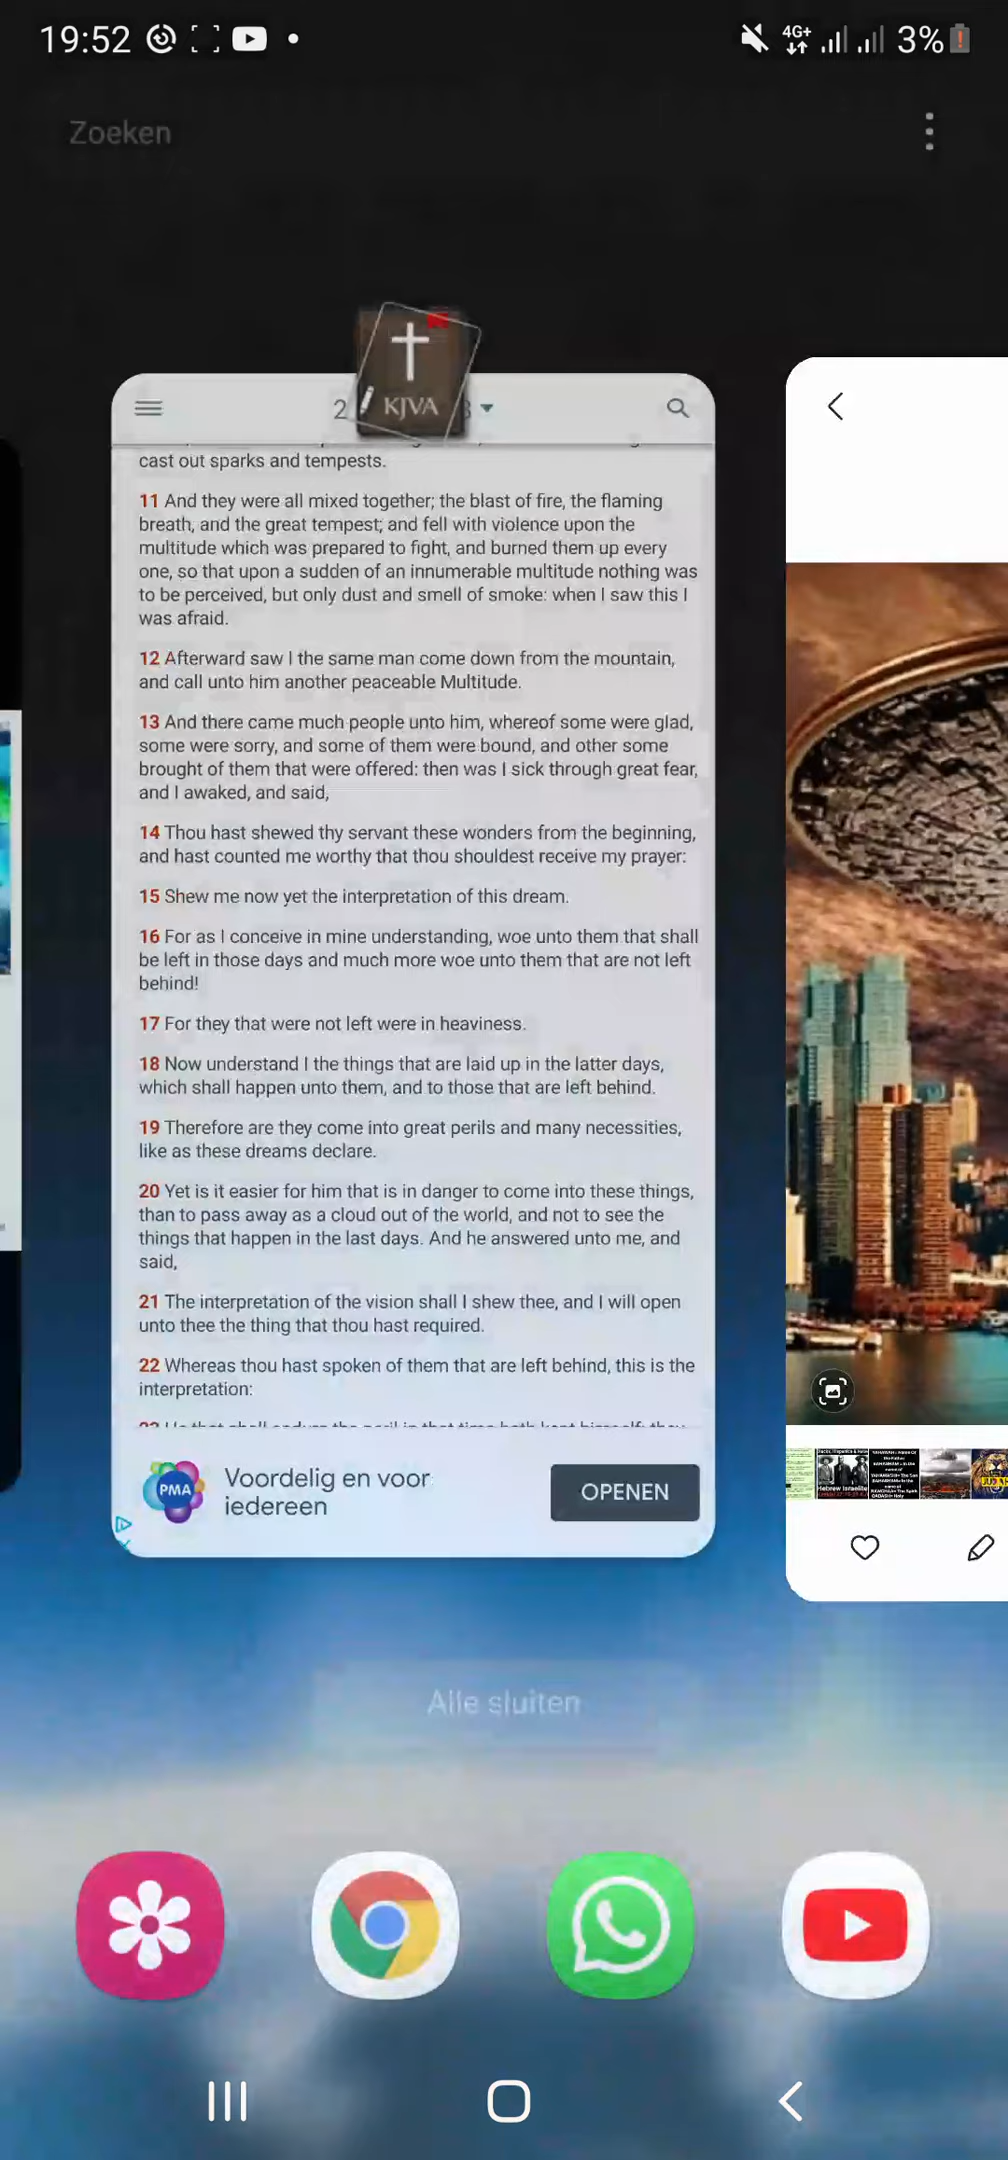 19:52
4G+ 3%
Zoeken
KJVA
2
cast out sparks and tempests.
11 And they were all mixed together; the blast of fire, the flaming
breath, and the great tempest; and fell with violence upon the
multitude which was prepared to fight, and burned them up every
one, so that upon a sudden of an innumerable multitude nothing was
to be perceived, but only dust and smell of smoke: when I saw this I
was afraid.
12 Afterward saw I the same man come down from the mountain,
and call unto him another peaceable Multitude.
13 And there came much people unto him, whereof some were glad,
some were sorry, and some of them were bound, and other some
brought of them that were offered: then was I sick through great fear,
and I awaked, and said,
14 Thou hast shewed thy servant these wonders from the beginning,
and hast counted me worthy that thou shouldest receive my prayer:
15 Shew me now yet the interpretation of this dream.
16 For as I conceive in mine understanding, woe unto them that shall
be left in those days and much more woe unto them that are not left
behind!
17 For they that were not left were in heaviness.
18 Now understand I the things that are laid up in the latter days,
which shall happen unto them, and to those that are left behind.
19 Therefore are they come into great perils and many necessities,
like as these dreams declare.
20 Yet is it easier for him that is in danger to come into these things,
than to pass away as a cloud out of the world, and not to see the
things that happen in the last days. And he answered unto me, and
said,
21 The interpretation of the vision shall I shew thee, and I will open
unto thee the thing that thou hast required.
22 Whereas thou hast spoken of them that are left behind, this is the
interpretation:
PMA
Voordelig en voor
iedereen
OPENEN
Hebrew Israelite
Alle sluiten